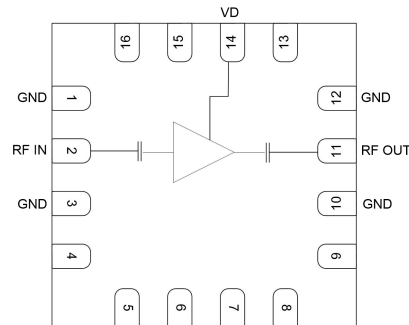 VD
16 15 14 13
GND 1 12 GND
RF IN 2 11 RF OUT
GND 3 10 GND
4 9
5 6 7 8